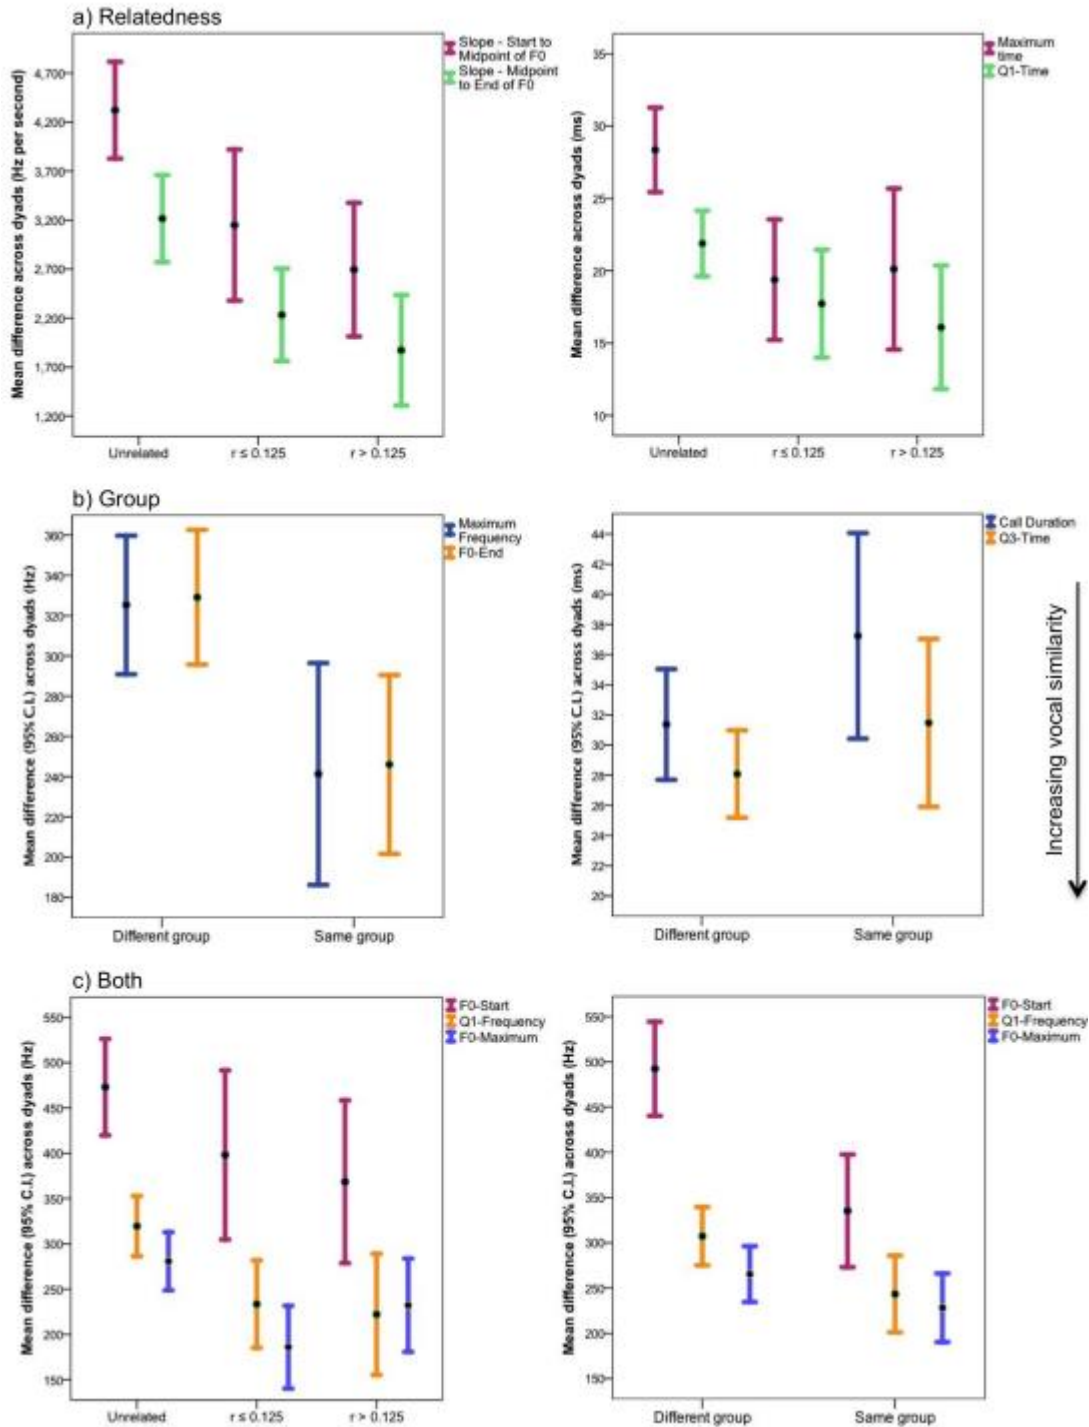 a) Relatedness
Mean difference across dyads (Hz per second)
4,700
4,200
3,700
3,200
2,700
2,200
1,700
1,200
Unrelated r ≤ 0.125 r > 0.125
Slope - Start to
Midpoint of F0
Slope - Midpoint
to End of F0
Mean difference across dyads (ms)
35
30
25
20
15
10
Unrelated r ≤ 0.125 r > 0.125
Maximum
time
Q1-Time
b) Group
Mean difference (95% C.I.) across dyads (Hz)
360
340
320
300
280
260
240
220
200
180
Different group Same group
Maximum
Frequency
F0-End
Mean difference (95% C.I.) across dyads (ms)
44
42
40
38
36
34
32
30
28
26
24
22
20
Different group Same group
Call Duration
Q3-Time
Increasing vocal similarity
c) Both
Mean difference (95% C.I.) across dyads (Hz)
550
500
450
400
350
300
250
200
150
Unrelated r ≤ 0.125 r > 0.125
F0-Start
Q1-Frequency
F0-Maximum
Mean difference (95% C.I.) across dyads (Hz)
550
500
450
400
350
300
250
200
150
Different group Same group
F0-Start
Q1-Frequency
F0-Maximum